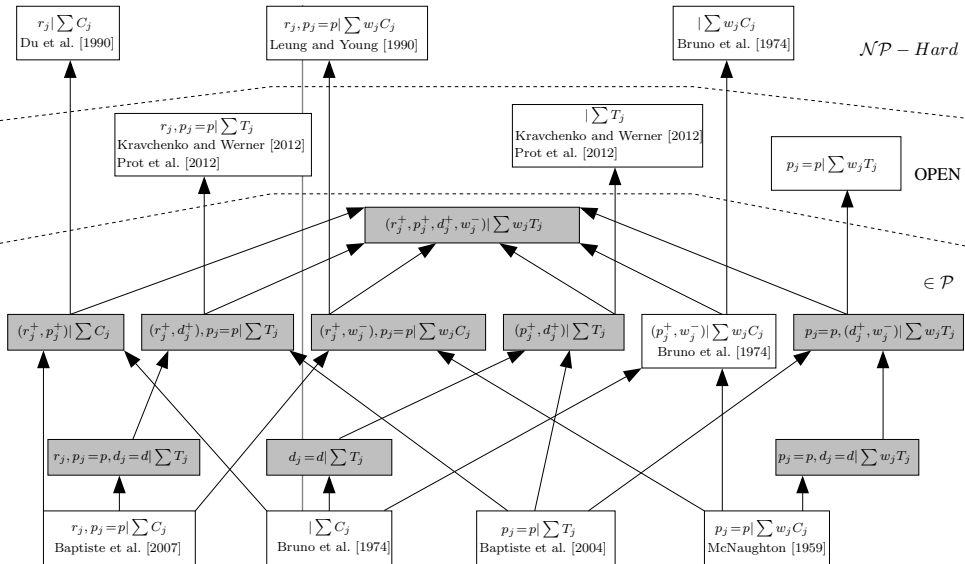 r_j|∑ C_j
Du et al. [1990]
r_j, p_j = p|∑ w_jC_j
Leung and Young [1990]
|∑ w_jC_j
Bruno et al. [1974]
NP − Hard
r_j, p_j = p|∑ T_j
Kravchenko and Werner [2012]
Prot et al. [2012]
|∑ T_j
Kravchenko and Werner [2012]
Prot et al. [2012]
p_j = p|∑ w_jT_j
OPEN
(r_j^+, p_j^+, d_j^+, w_j^-)|∑ w_jT_j
∈ P
(r_j^+, p_j^+)|∑ C_j
(r_j^+, d_j^+), p_j = p|∑ T_j
(r_j^+, w_j^-), p_j = p|∑ w_jC_j
(p_j^+, d_j^+)|∑ T_j
(p_j^+, w_j^-)|∑ w_jC_j
Bruno et al. [1974]
p_j = p, (d_j^+, w_j^-)|∑ w_jT_j
r_j, p_j = p, d_j = d|∑ T_j
d_j = d|∑ T_j
p_j = p, d_j = d|∑ w_jT_j
r_j, p_j = p|∑ C_j
Baptiste et al. [2007]
|∑ C_j
Bruno et al. [1974]
p_j = p|∑ T_j
Baptiste et al. [2004]
p_j = p|∑ w_jC_j
McNaughton [1959]